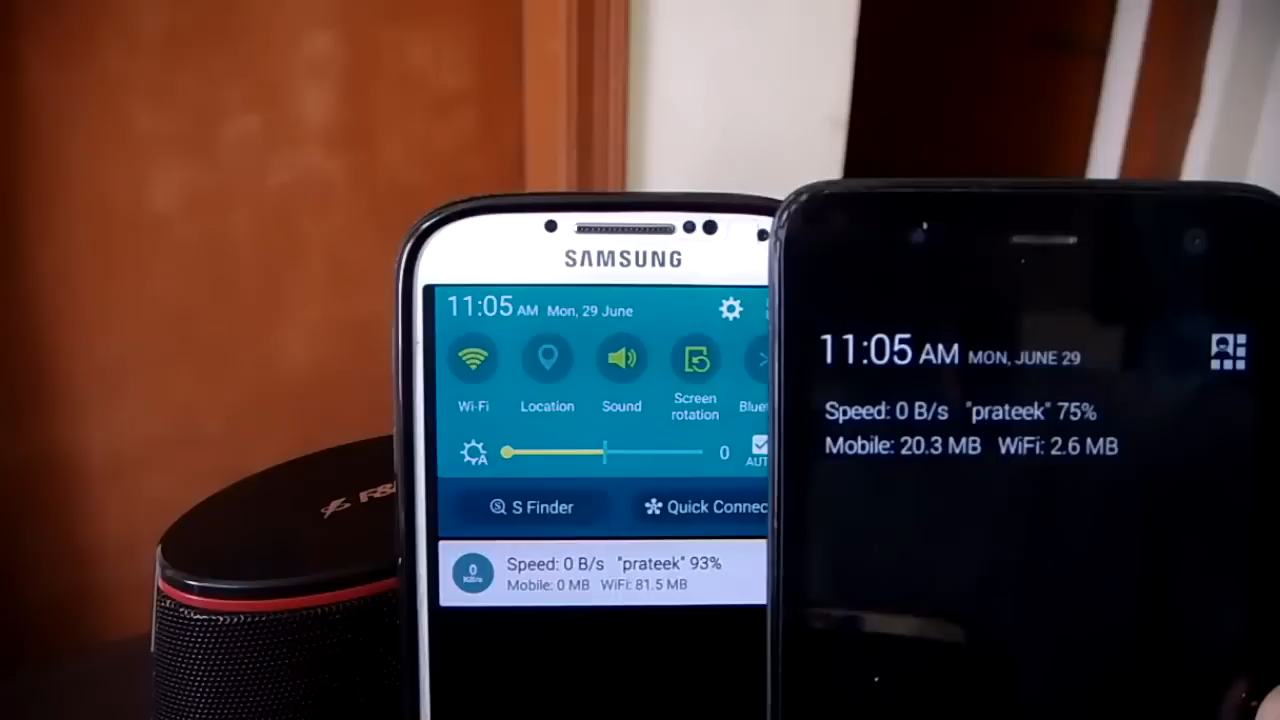 SAMSUNG
11:05 AM Mon, 29 June
Wi-Fi
Location
Sound
Screen rotation
A
0
S Finder
Quick Connec
0
KB/s
Speed: 0 B/s "prateek" 93%
Mobile: 0 MB WiFi: 81.5 MB
11:05 AM MON, JUNE 29
Speed: 0 B/s "prateek" 75%
Mobile: 20.3 MB WiFi: 2.6 MB